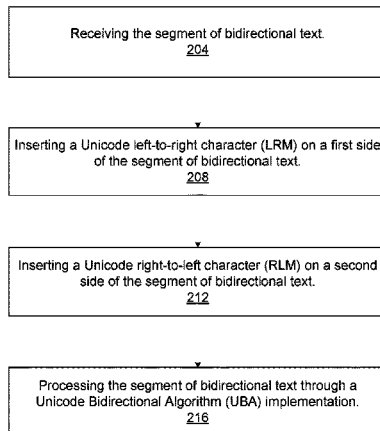 Receiving the segment of bidirectional text.
204
Inserting a Unicode left-to-right character (LRM) on a first side
of the segment of bidirectional text.
208
Inserting a Unicode right-to-left character (RLM) on a second
side of the segment of bidirectional text.
212
Processing the segment of bidirectional text through a
Unicode Bidirectional Algorithm (UBA) implementation.
216